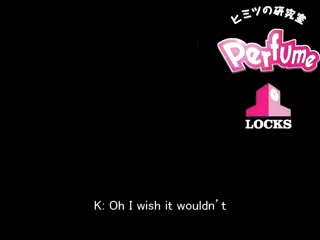 ヒミツの研究室
Perfume
LOCKS
K: Oh I wish it wouldn't